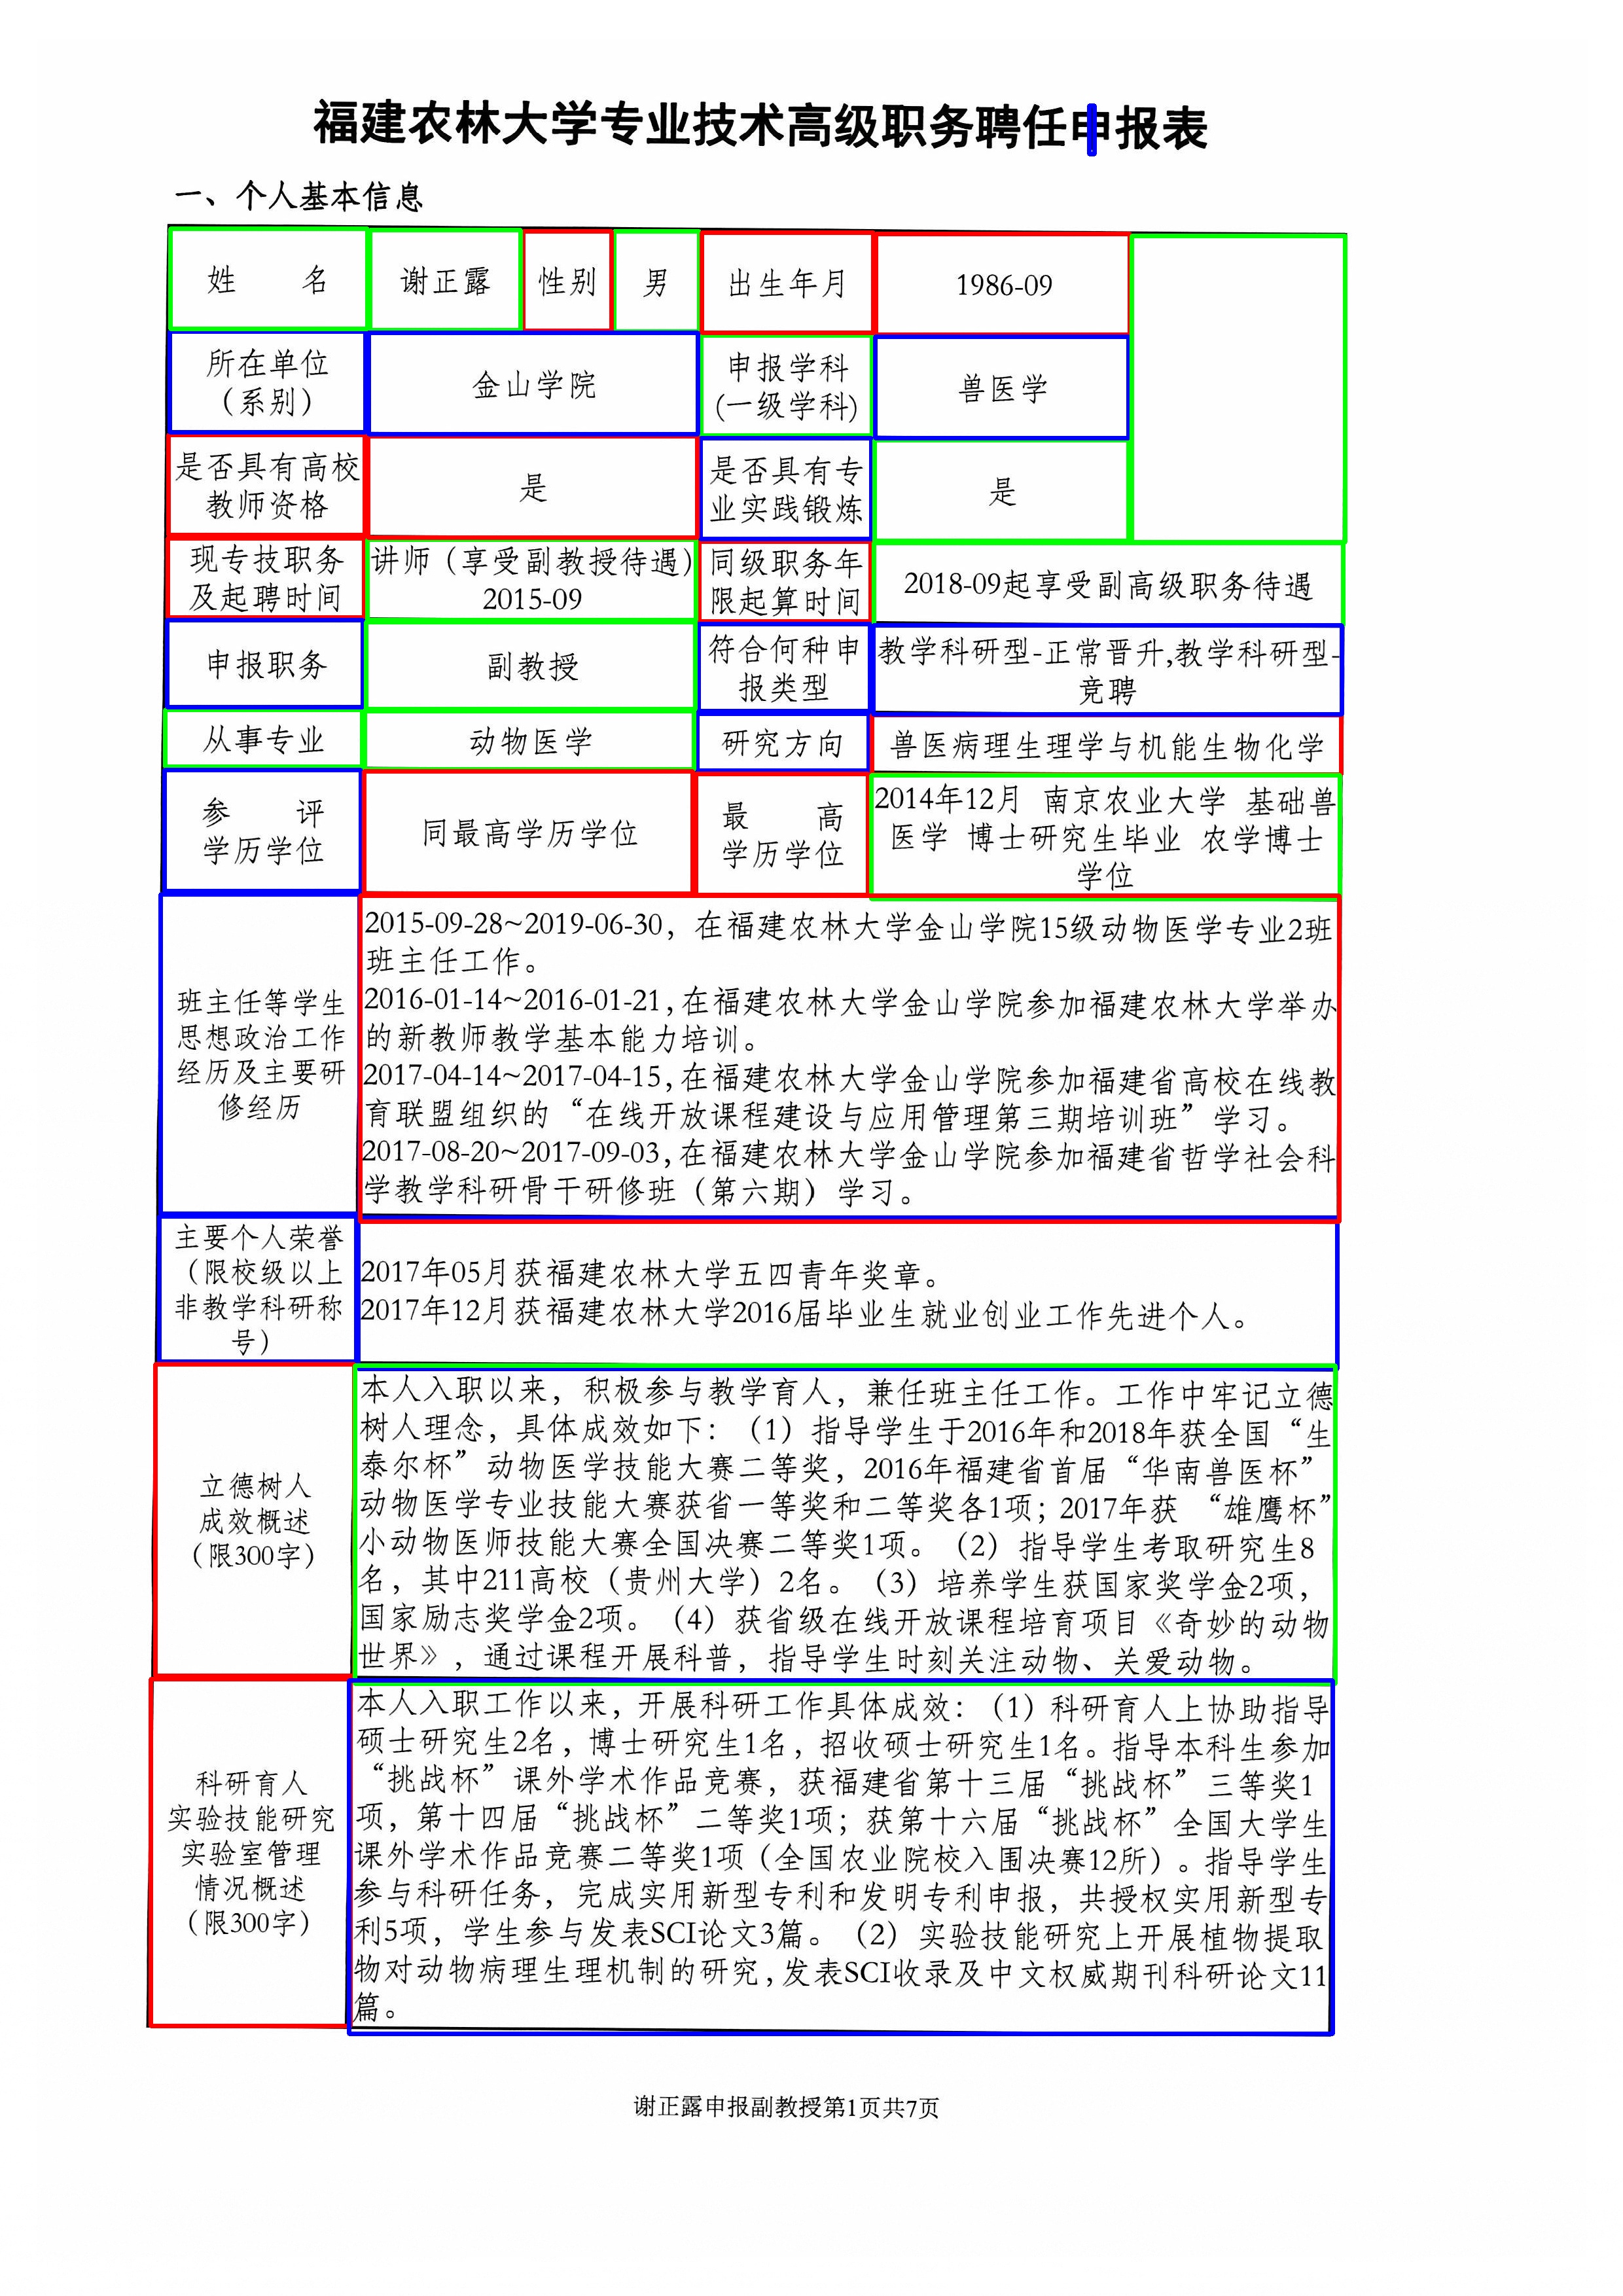 福建农林大学专业技术高级职务聘任申报表
一、个人基本信息
姓 名 谢正露 性别 男 出生年月 1986-09
所在单位
（系别）
金山学院
申报学科
(一级学科)
兽医学
是否具有高校
教师资格
是
是否具有专
业实践锻炼
是
现专技职务
及起聘时间
讲师（享受副教授待遇）
2015-09
同级职务年
限起算时间
2018-09起享受副高级职务待遇
申报职务
副教授
符合何种申
报类型
教学科研型-正常晋升,教学科研型-
竞聘
从事专业 动物医学 研究方向 兽医病理生理学与机能生物化学
参 评
学历学位
同最高学历学位
最 高
学历学位
2014年12月 南京农业大学 基础兽
医学 博士研究生毕业 农学博士
学位
班主任等学生
思想政治工作
经历及主要研
修经历
2015-09-28~2019-06-30，在福建农林大学金山学院15级动物医学专业2班
班主任工作。
2016-01-14~2016-01-21,在福建农林大学金山学院参加福建农林大学举办
的新教师教学基本能力培训。
2017-04-14~2017-04-15,在福建农林大学金山学院参加福建省高校在线教
育联盟组织的“在线开放课程建设与应用管理第三期培训班”学习。
2017-08-20~2017-09-03,在福建农林大学金山学院参加福建省哲学社会科
学教学科研骨干研修班（第六期）学习。
主要个人荣誉
（限校级以上
非教学科研称
号）
2017年05月获福建农林大学五四青年奖章。
2017年12月获福建农林大学2016届毕业生就业创业工作先进个人。
立德树人
成效概述
（限300字）
本人入职以来，积极参与教学育人，兼任班主任工作。工作中牢记立德
树人理念，具体成效如下：（1）指导学生于2016年和2018年获全国“生
泰尔杯”动物医学技能大赛二等奖，2016年福建省首届“华南兽医杯”
动物医学专业技能大赛获省一等奖和二等奖各1项；2017年获 “雄鹰杯”
小动物医师技能大赛全国决赛二等奖1项。（2）指导学生考取研究生8
名，其中211高校（贵州大学）2名。（3）培养学生获国家奖学金2项，
国家励志奖学金2项。（4）获省级在线开放课程培育项目《奇妙的动物
世界》，通过课程开展科普，指导学生时刻关注动物、关爱动物。
科研育人
实验技能研究
实验室管理
情况概述
（限300字）
本人入职工作以来，开展科研工作具体成效：（1）科研育人上协助指导
硕士研究生2名，博士研究生1名，招收硕士研究生1名。指导本科生参加
“挑战杯”课外学术作品竞赛，获福建省第十三届“挑战杯”三等奖1
项，第十四届“挑战杯”二等奖1项；获第十六届“挑战杯”全国大学生
课外学术作品竞赛二等奖1项（全国农业院校入围决赛12所）。指导学生
参与科研任务，完成实用新型专利和发明专利申报，共授权实用新型专
利5项，学生参与发表SCI论文3篇。（2）实验技能研究上开展植物提取
物对动物病理生理机制的研究,发表SCI收录及中文权威期刊科研论文11
篇。
谢正露申报副教授第1页共7页